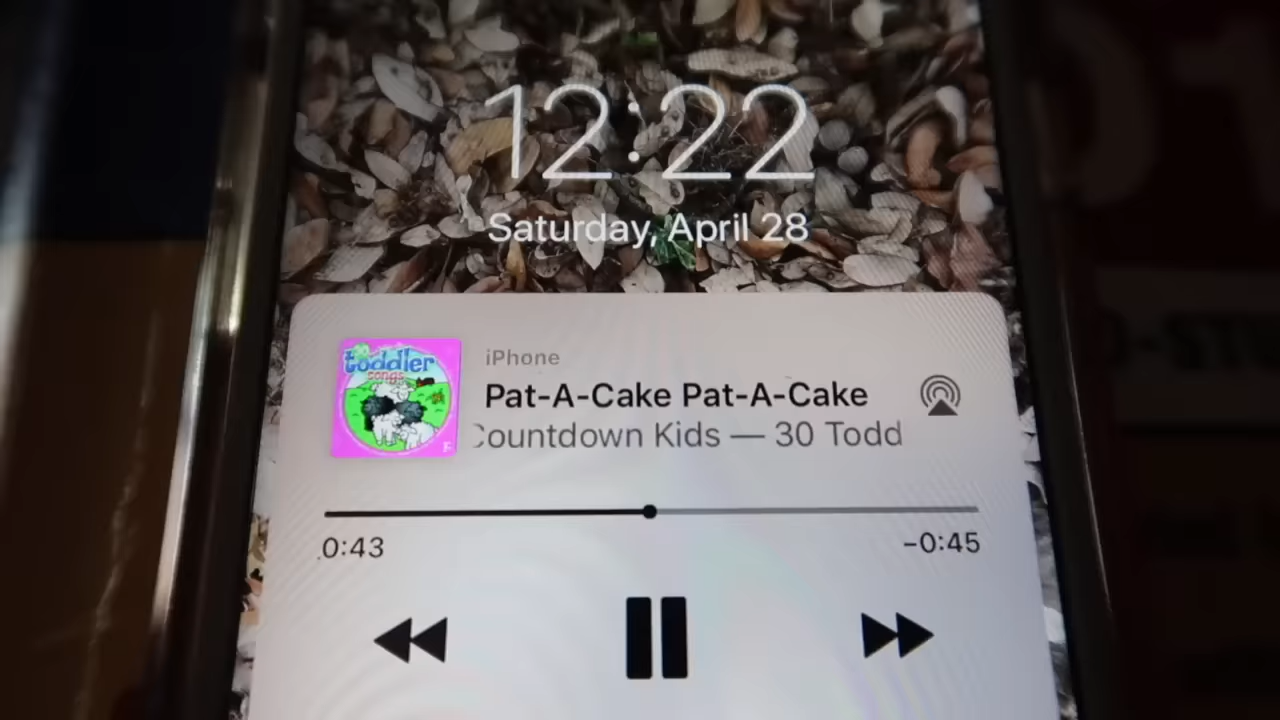 12:22
Saturday, April 28
toddler
songs
iPhone
Pat-A-Cake Pat-A-Cake
Countdown Kids — 30 Todd
0:43
-0:45